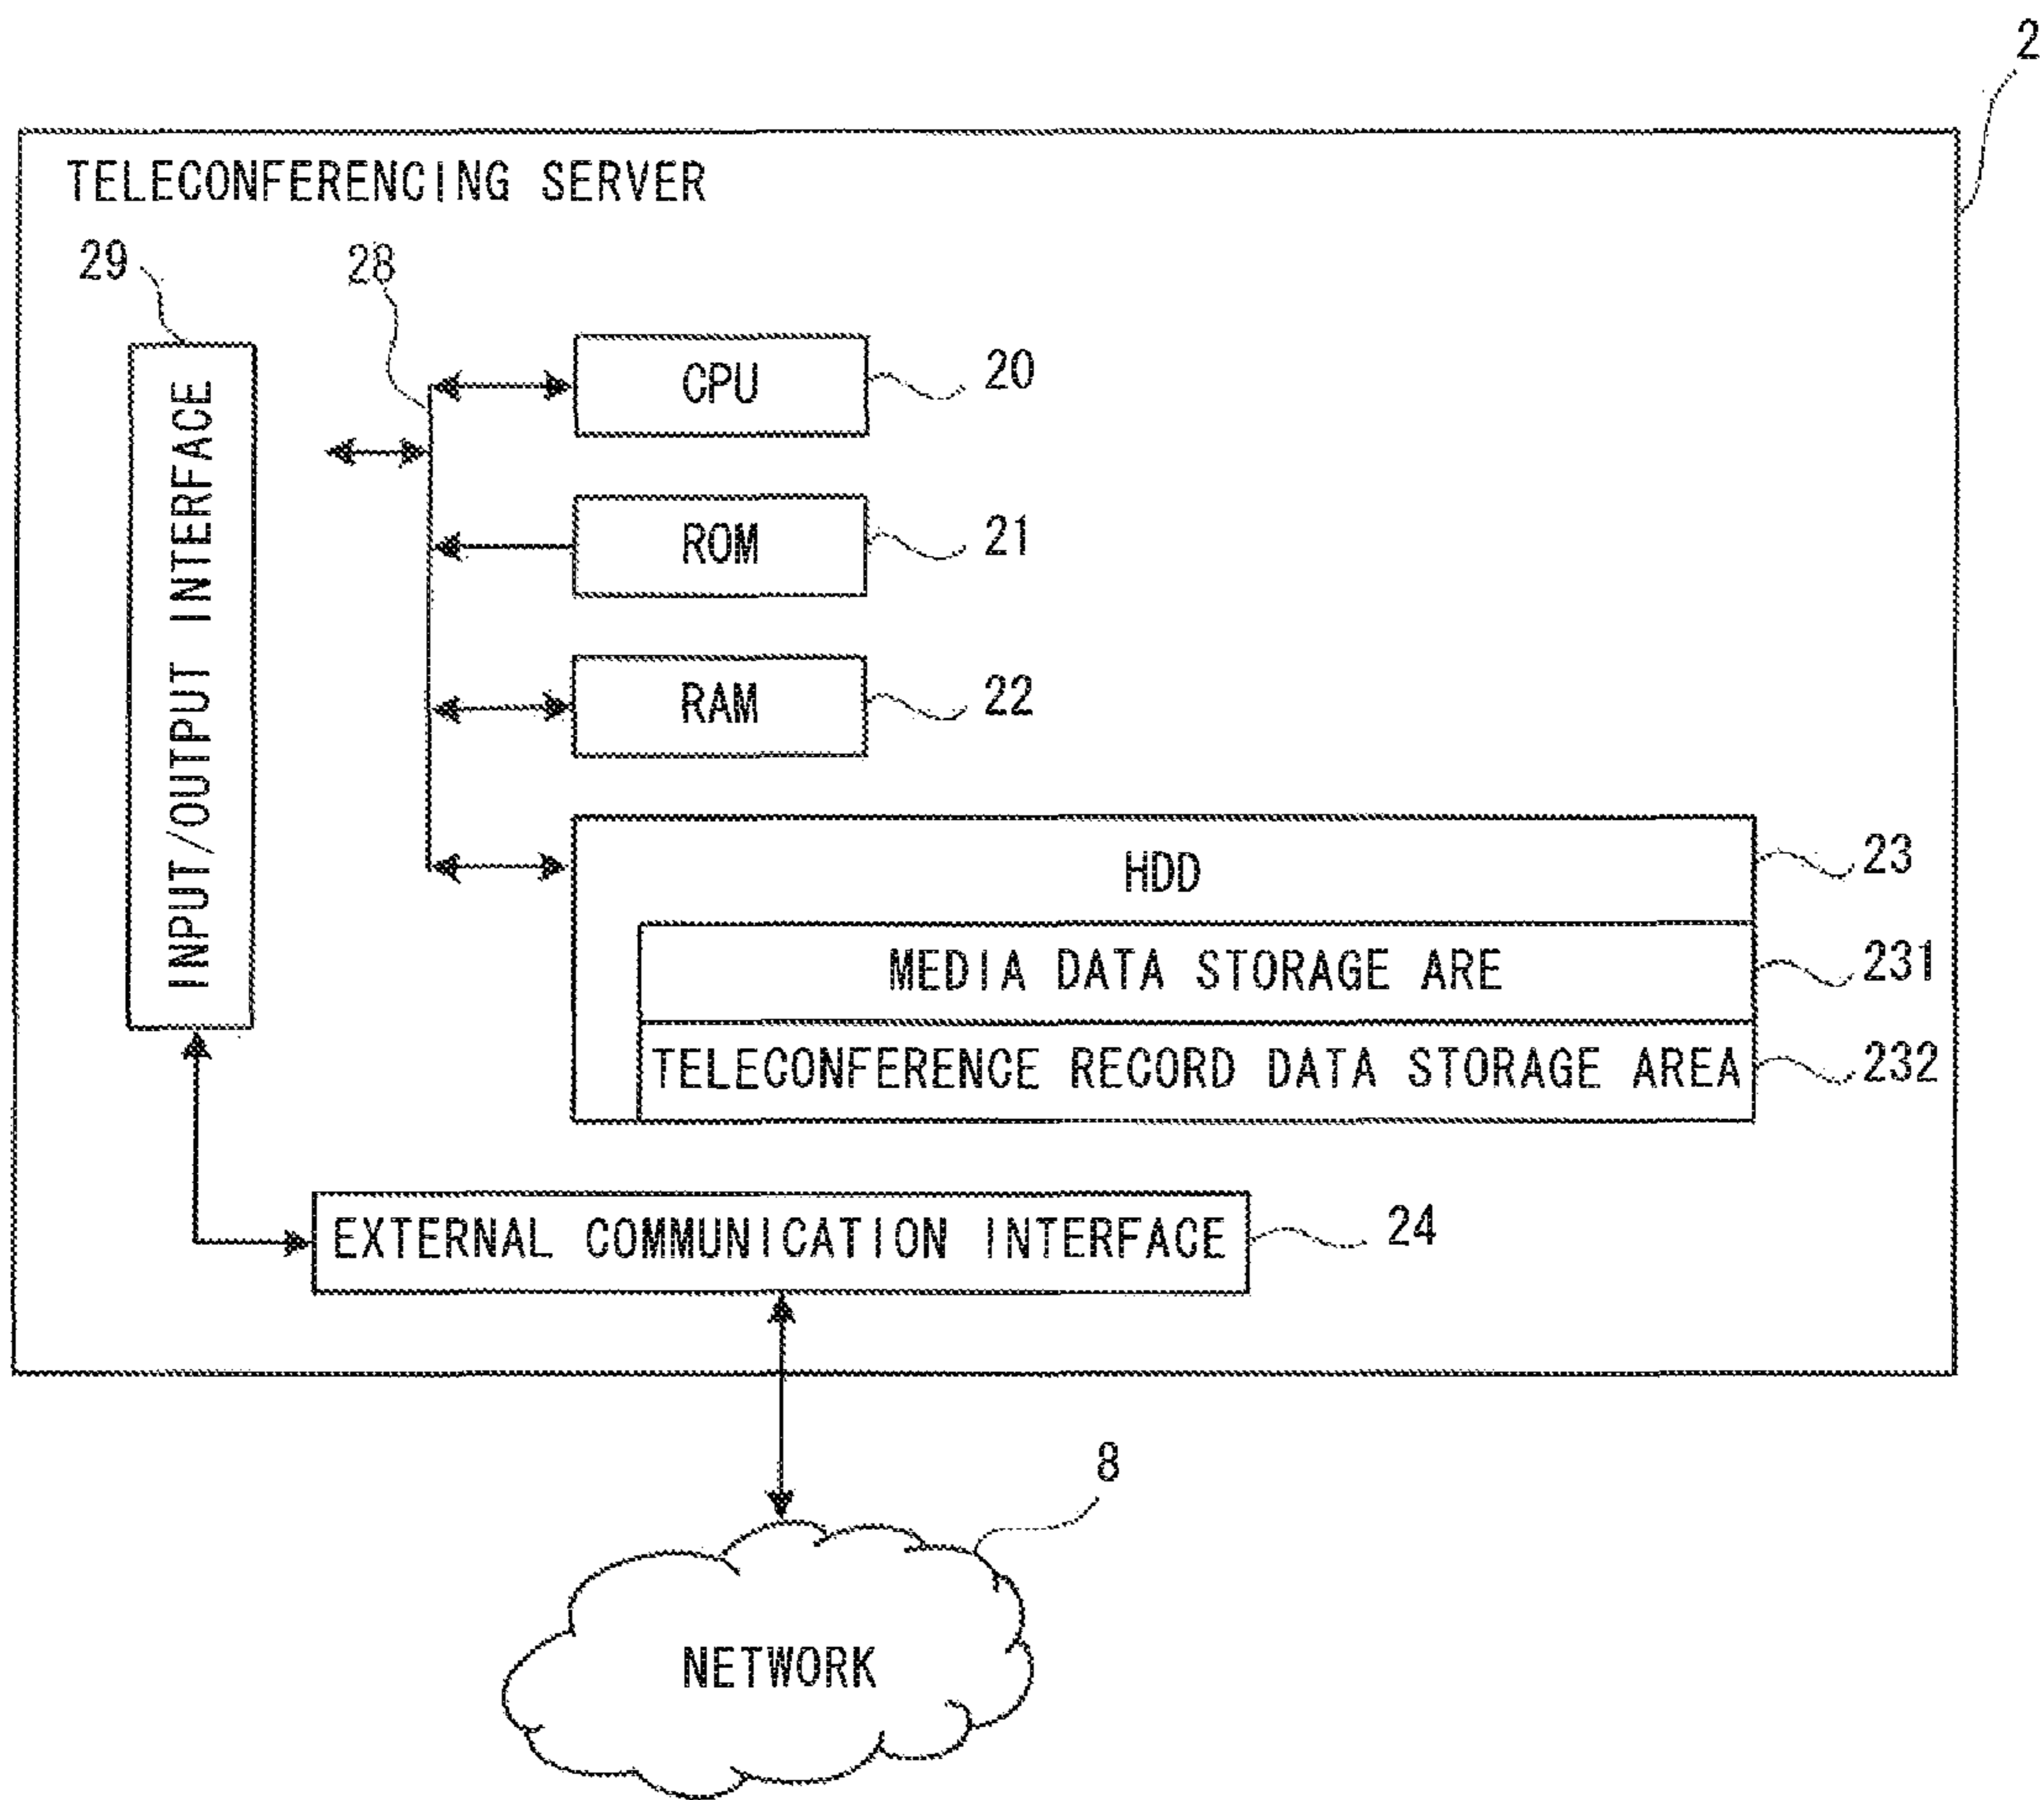 2
TELECONFERENCING SERVER
29
28
INPUT/OUTPUT INTERFACE
CPU
20
ROM
21
RAM
22
HDD
23
MEDIA DATA STORAGE ARE
231
TELECONFERENCE RECORD DATA STORAGE AREA
232
EXTERNAL COMMUNICATION INTERFACE
24
8
NETWORK